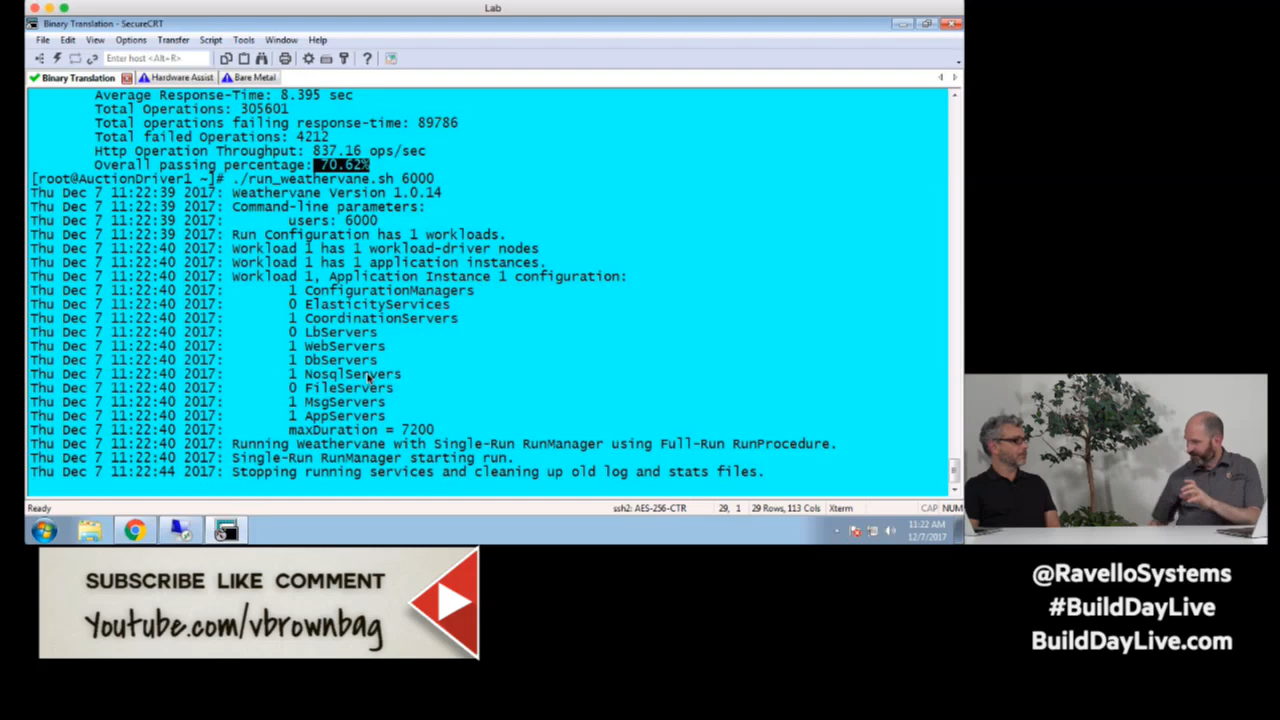 Lab
Binary Translation - SecureCRT
File Edit View Options Transfer Script Tools Window Help
Enter host <Alt+R>
Binary Translation Hardware Assist Bare Metal
Average Response-Time: 8.395 sec
Total Operations: 305601
Total operations failing response-time: 89786
Total failed Operations: 4212
Http Operation Throughput: 837.16 ops/sec
Overall passing percentage: 70.62%
[root@AuctionDriver1 ~]# ./run_weathervane.sh 6000
Thu Dec 7 11:22:39 2017: Weathervane Version 1.0.14
Thu Dec 7 11:22:39 2017: Command-line parameters:
Thu Dec 7 11:22:39 2017: users: 6000
Thu Dec 7 11:22:39 2017: Run Configuration has 1 workloads.
Thu Dec 7 11:22:40 2017: Workload 1 has 1 workload-driver nodes
Thu Dec 7 11:22:40 2017: Workload 1 has 1 application instances.
Thu Dec 7 11:22:40 2017: Workload 1, Application Instance 1 configuration:
Thu Dec 7 11:22:40 2017: 1 ConfigurationManagers
Thu Dec 7 11:22:40 2017: 0 ElasticityServices
Thu Dec 7 11:22:40 2017: 1 CoordinationServers
Thu Dec 7 11:22:40 2017: 0 LbServers
Thu Dec 7 11:22:40 2017: 1 WebServers
Thu Dec 7 11:22:40 2017: 1 DbServers
Thu Dec 7 11:22:40 2017: 1 NosqlServers
Thu Dec 7 11:22:40 2017: 0 FileServers
Thu Dec 7 11:22:40 2017: 1 MsgServers
Thu Dec 7 11:22:40 2017: 1 AppServers
Thu Dec 7 11:22:40 2017: maxDuration = 7200
Thu Dec 7 11:22:40 2017: Running Weathervane with Single-Run RunManager using Full-Run RunProcedure.
Thu Dec 7 11:22:40 2017: Single-Run RunManager starting run.
Thu Dec 7 11:22:44 2017: Stopping running services and cleaning up old log and stats files.
Ready ssh2: AES-256-CTR 29, 1 29 Rows, 113 Cols Xterm CAP NUM
11:22 AM
12/7/2017
SUBSCRIBE LIKE COMMENT
Youtube.com/vbrownbag
@RavelloSystems
#BuildDayLive
BuildDayLive.com